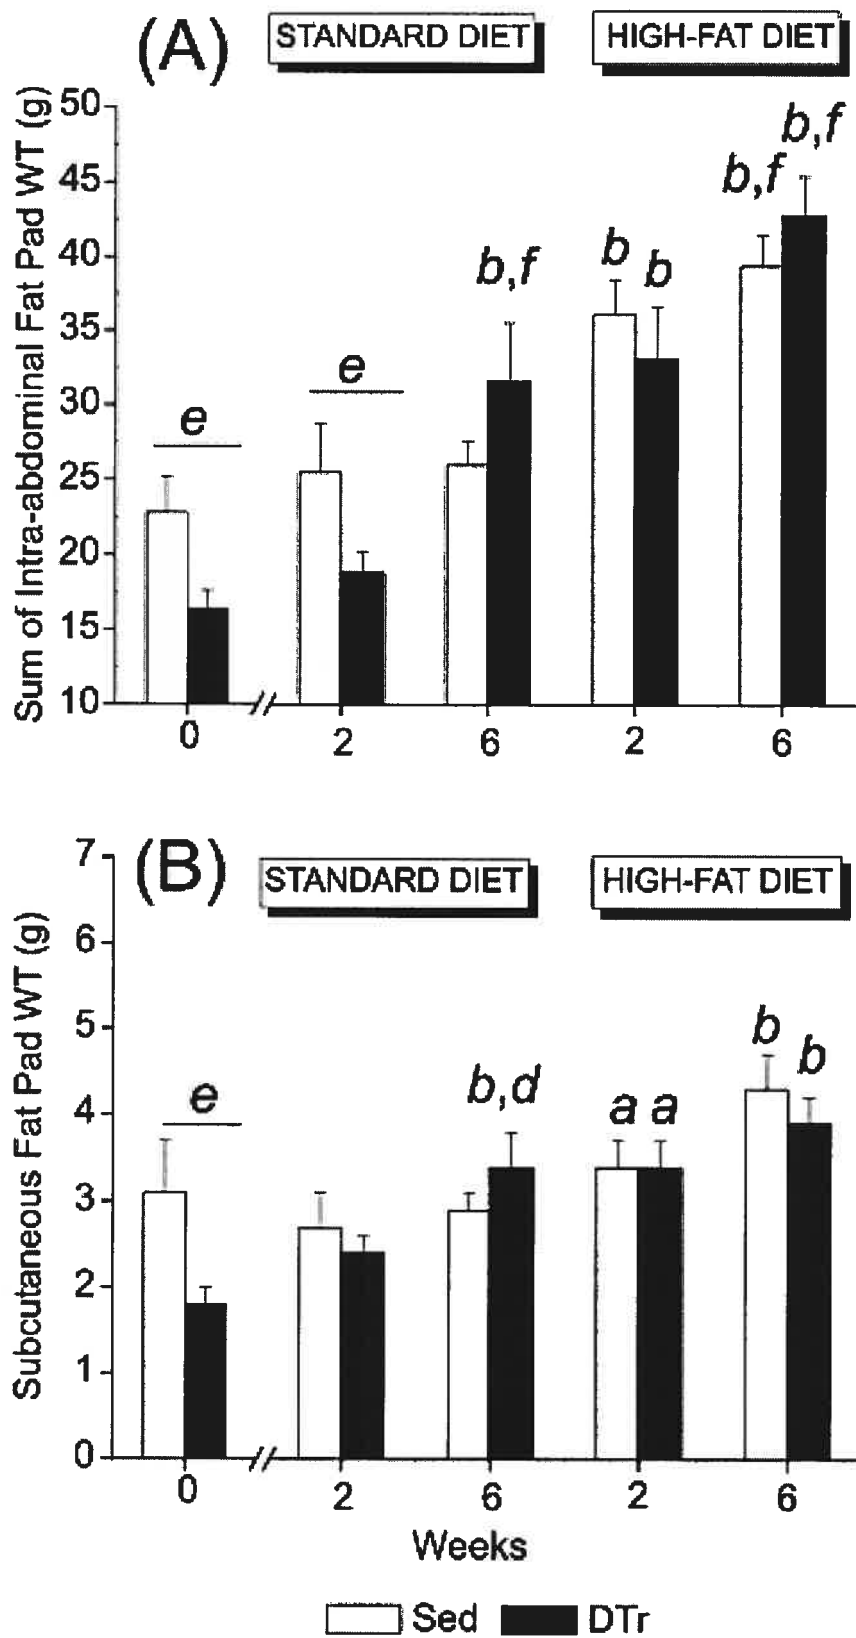 (A)
STANDARD DIET
HIGH-FAT DIET
Sum of Intra-abdominal Fat Pad WT (g)
50
45
40
35
30
25
20
15
10
e
e
b,f
b
b
b,f
b,f
0
2
6
2
6
(B)
STANDARD DIET
HIGH-FAT DIET
Subcutaneous Fat Pad WT (g)
7
6
5
4
3
2
1
0
e
b,d
a a
b
b
0
2
6
2
6
Weeks
Sed DTr